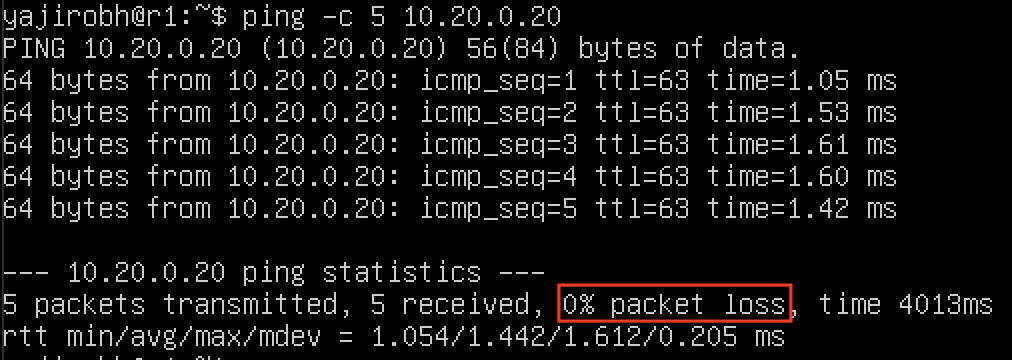 yajirobh@r1:~$ ping -c 5 10.20.0.20
PING 10.20.0.20 (10.20.0.20) 56(84) bytes of data.
64 bytes from 10.20.0.20: icmp_seq=1 ttl=63 time=1.05 ms
64 bytes from 10.20.0.20: icmp_seq=2 ttl=63 time=1.53 ms
64 bytes from 10.20.0.20: icmp_seq=3 ttl=63 time=1.61 ms
64 bytes from 10.20.0.20: icmp_seq=4 ttl=63 time=1.60 ms
64 bytes from 10.20.0.20: icmp_seq=5 ttl=63 time=1.42 ms
--- 10.20.0.20 ping statistics ---
5 packets transmitted, 5 received, 0% packet loss, time 4013ms
rtt min/avg/max/mdev = 1.054/1.442/1.612/0.205 ms